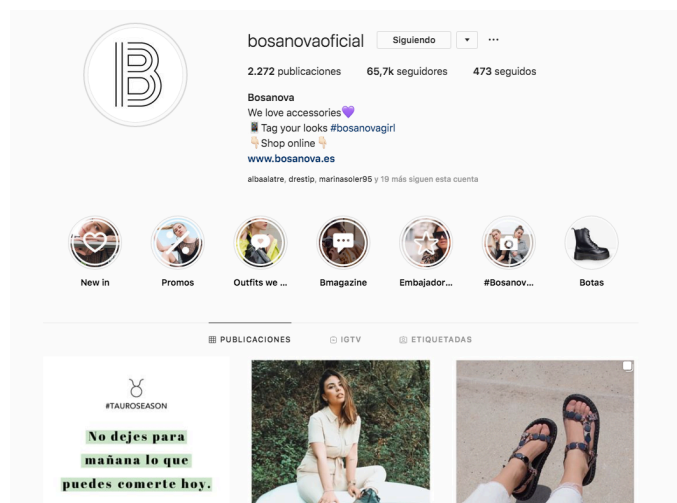 B
bosanovaoficial Siguiendo
2.272 publicaciones 65,7k seguidores 473 seguidos
Bosanova
We love accessories💜
📱Tag your looks #bosanovagirl
👇🏻Shop online👇🏻
www.bosanova.es
albaalatre, drestip, marinasoler95 y 19 más siguen esta cuenta
New in Promos Outfits we ... Bmagazine Embajador... #Bosanov... Botas
PUBLICACIONES IGTV ETIQUETADAS
#TAUROSEASON
No dejes para
mañana lo que
puedes comerte hoy.